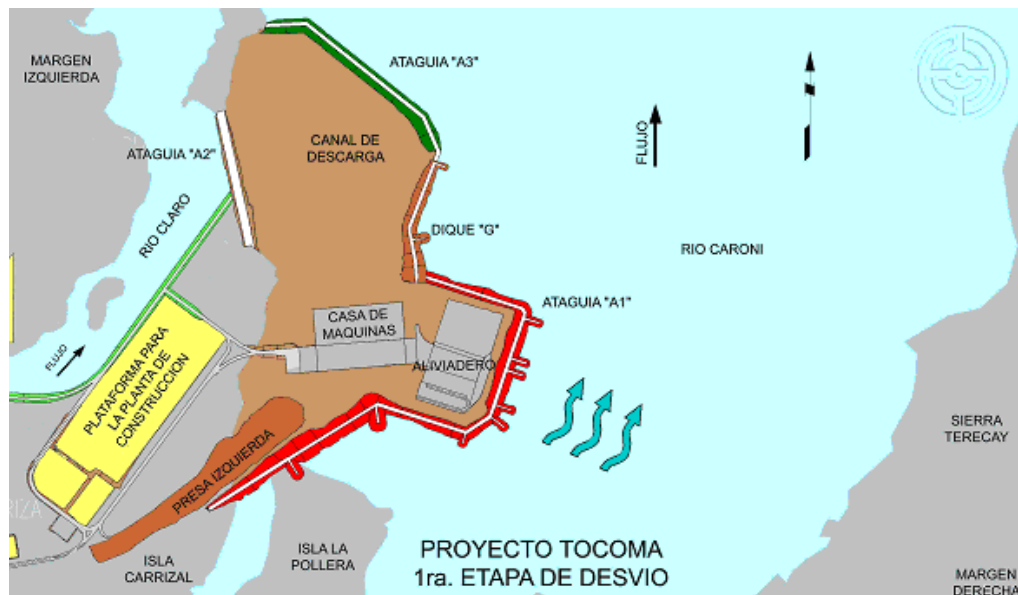 MARGEN
IZQUIERDA
ATAGUIA "A3"
CANAL DE
DESCARGA
FLUJO
ATAGUIA "A2"
RIO CLARO
DIQUE "G"
RIO CARONI
ATAGUIA "A1"
CASA DE
MAQUINAS
ALIVIADERO
FLUJO
PLATAFORMA PARA
LA PLANTA DE
CONSTRUCCION
PRESA IZQUIERDA
SIERRA
TERECAY
RIZA
ISLA
CARRIZAL
ISLA LA
POLLERA
PROYECTO TOCOMA
1ra. ETAPA DE DESVIO
MARGEN
DERECHA